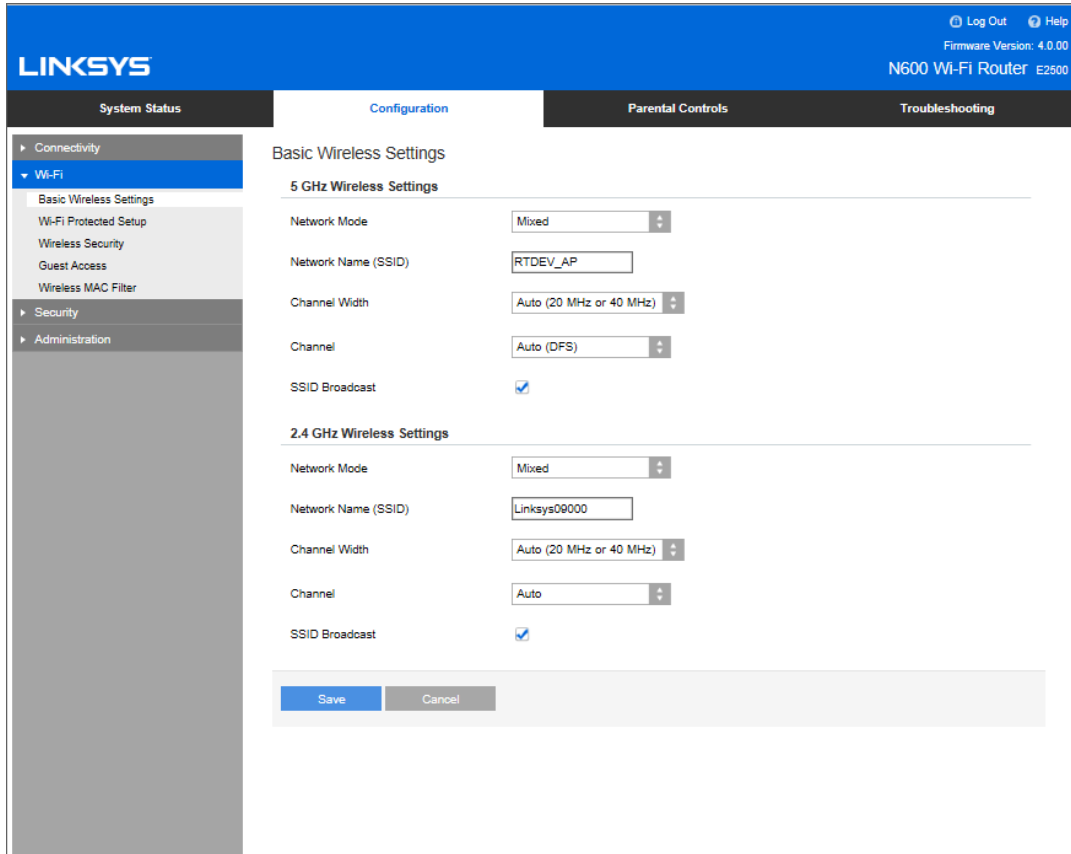 Log Out Help
Firmware Version: 4.0.00
LINKSYS
N600 Wi-Fi Router E2500
System Status Configuration Parental Controls Troubleshooting
Connectivity
Wi-Fi
Basic Wireless Settings
Wi-Fi Protected Setup
Wireless Security
Guest Access
Wireless MAC Filter
Security
Administration
Basic Wireless Settings
5 GHz Wireless Settings
Network Mode Mixed
Network Name (SSID) RTDEV_AP
Channel Width Auto (20 MHz or 40 MHz)
Channel Auto (DFS)
SSID Broadcast
2.4 GHz Wireless Settings
Network Mode Mixed
Network Name (SSID) Linksys09000
Channel Width Auto (20 MHz or 40 MHz)
Channel Auto
SSID Broadcast
Save Cancel